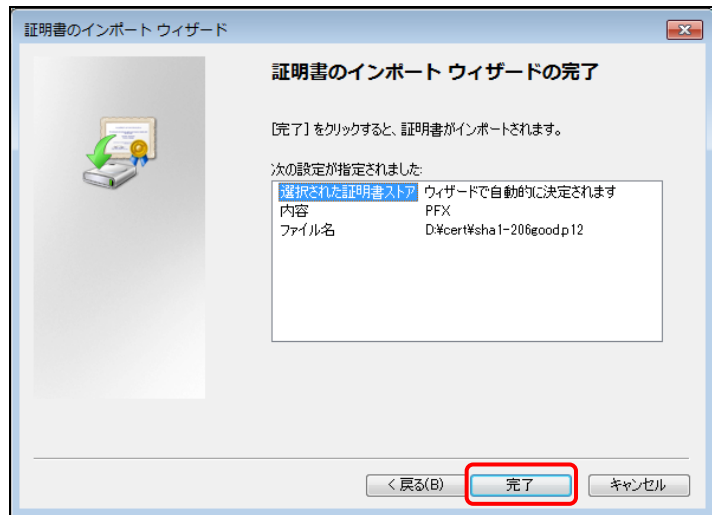 証明書のインポート ウィザード
証明書のインポート ウィザードの完了
[完了] をクリックすると、証明書がインポートされます。
次の設定が指定されました:
選択された証明書ストア ウィザードで自動的に決定されます
内容 PFX
ファイル名 D:¥cert¥sha1-206good.p12
< 戻る(B) 完了 キャンセル